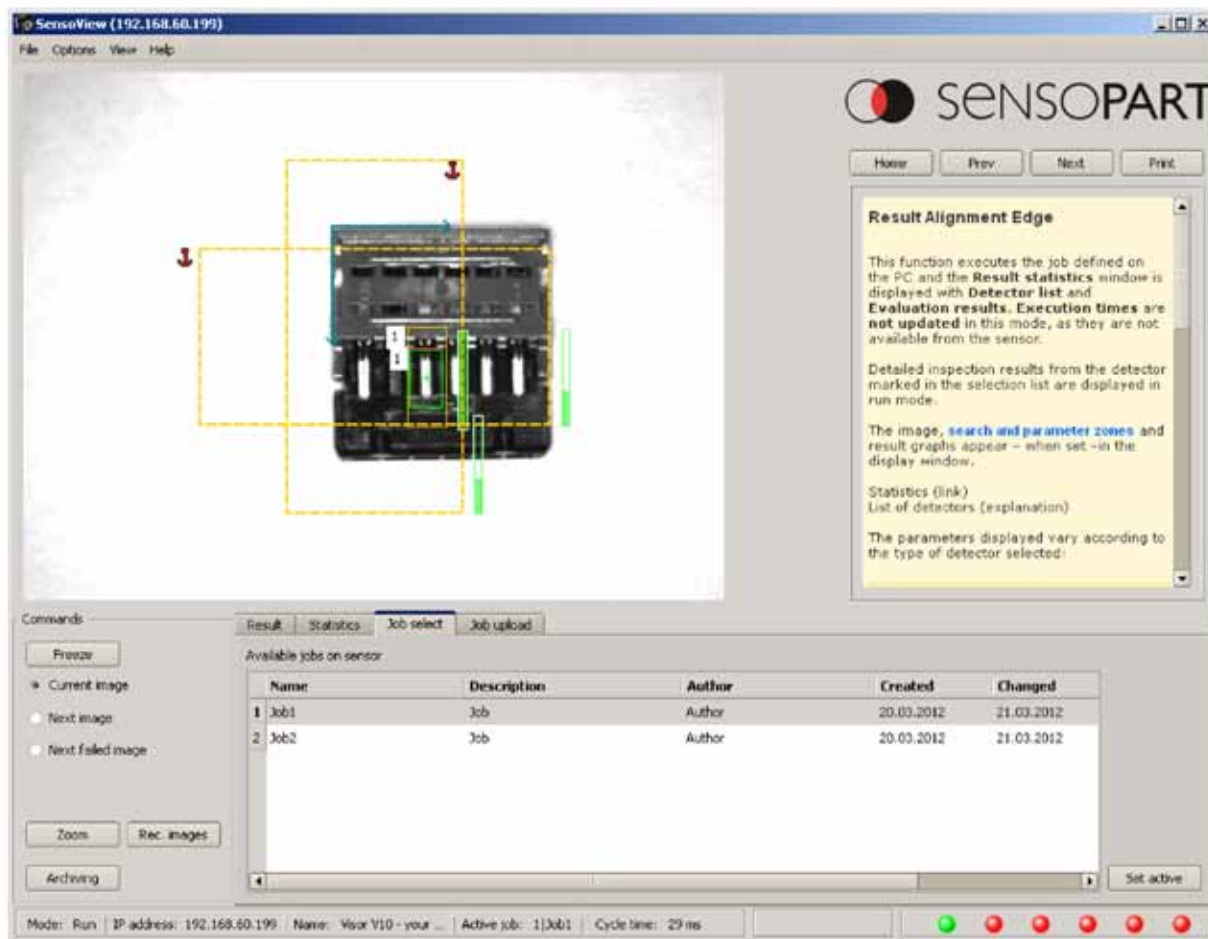 SensoView (192.168.60.199)
File Options View Help
SENSOPART
Home Prev Next Print
Result Alignment Edge
This function executes the job defined on
the PC and the Result statistics window is
displayed with Detector list and
Evaluation results. Execution times are
not updated in this mode, as they are not
available from the sensor.
Detailed inspection results from the detector
marked in the selection list are displayed in
run mode.
The image, search and parameter zones and
result graphs appear – when set –in the
display window.
Statistics (link)
List of detectors (explanation)
The parameters displayed vary according to
the type of detector selected:
1
1
Commands
Freeze
Current image
Next image
Next failed image
Zoom Rec. images
Archiving
Result Statistics Job select Job upload
Available jobs on sensor
Name Description Author Created Changed
1 Job1 Job Author 20.03.2012 21.03.2012
2 Job2 Job Author 20.03.2012 21.03.2012
Set active
Mode: Run IP address: 192.168.60.199 Name: Visor V10 - your ... Active job: 1|Job1 Cycle time: 29 ms